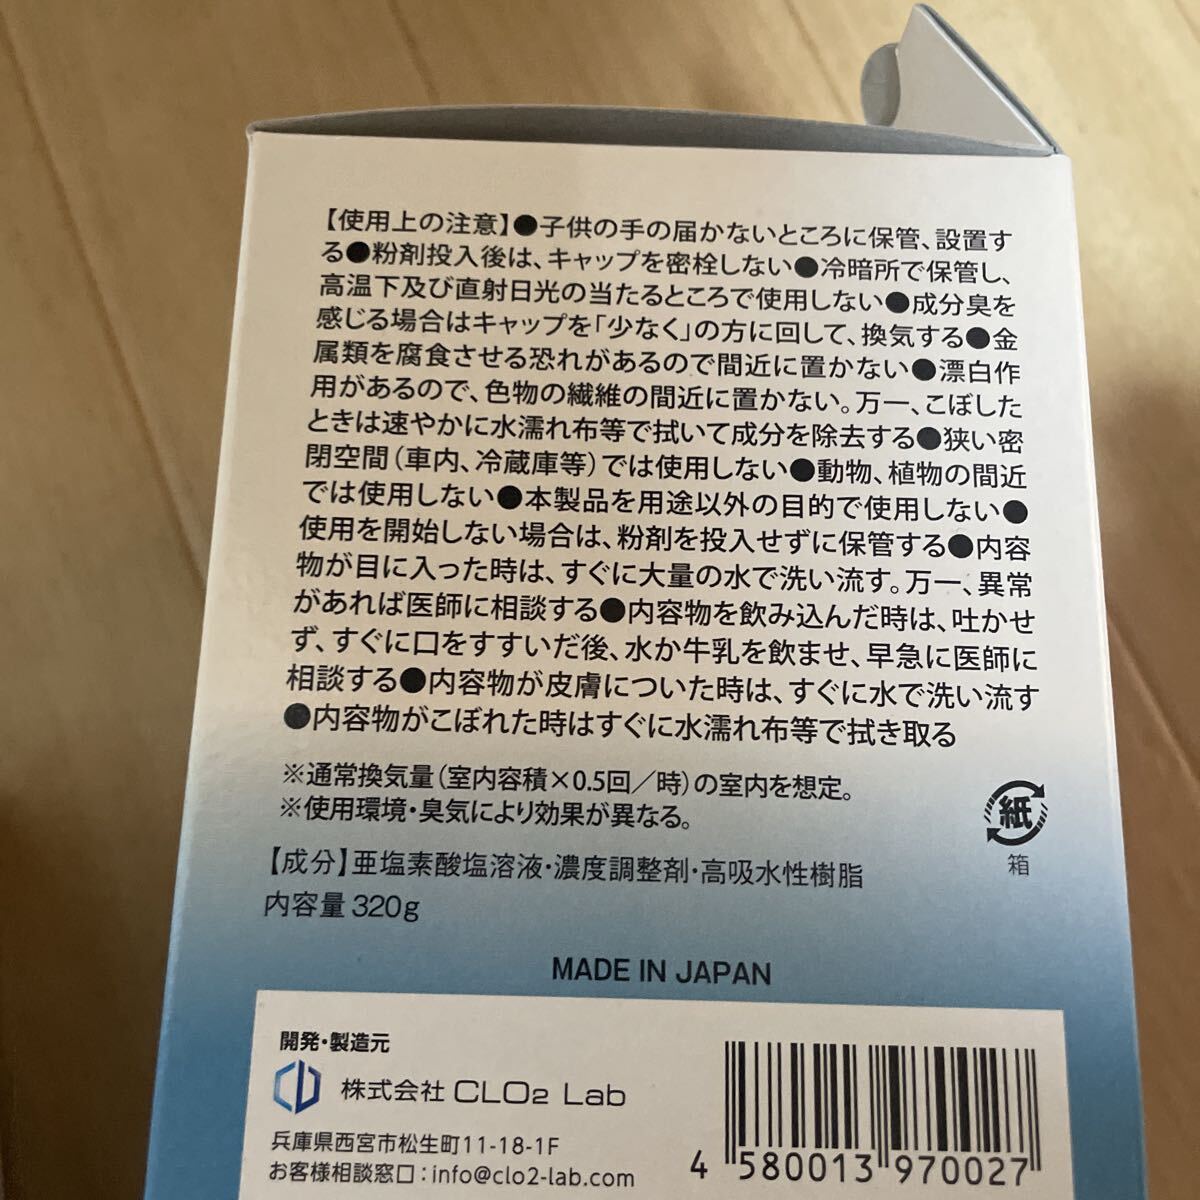 【使用上の注意】●子供の手の届かないところに保管、設置す
る●粉剤投入後は、キャップを密栓しない●冷暗所で保管し、
高温下及び直射日光の当たるところで使用しない●成分臭を
感じる場合はキャップを「少なく」の方に回して、換気する●金
属類を腐食させる恐れがあるので間近に置かない●漂白作
用があるので、色物の繊維の間近に置かない。万一、こぼした
ときは速やかに水濡れ布等で拭いて成分を除去する●狭い密
閉空間(車内、冷蔵庫等)では使用しない●動物、植物の間近
では使用しない●本製品を用途以外の目的で使用しない●
使用を開始しない場合は、粉剤を投入せずに保管する●内容
物が目に入った時は、すぐに大量の水で洗い流す。万一、異常
があれば医師に相談する●内容物を飲み込んだ時は、吐かせ
ず、すぐに口をすすいだ後、水か牛乳を飲ませ、早急に医師に
相談する●内容物が皮膚についた時は、すぐに水で洗い流す
●内容物がこぼれた時はすぐに水濡れ布等で拭き取る
※通常換気量(室内容積×0.5回/時)の室内を想定。
※使用環境・臭気により効果が異なる。
紙
箱
【成分】亜塩素酸塩溶液・濃度調整剤・高吸水性樹脂
内容量 320g
MADE IN JAPAN
開発・製造元
株式会社 CLO2 Lab
兵庫県西宮市松生町11-18-1F
お客様相談窓口:info@clo2-lab.com
4 580013 970027